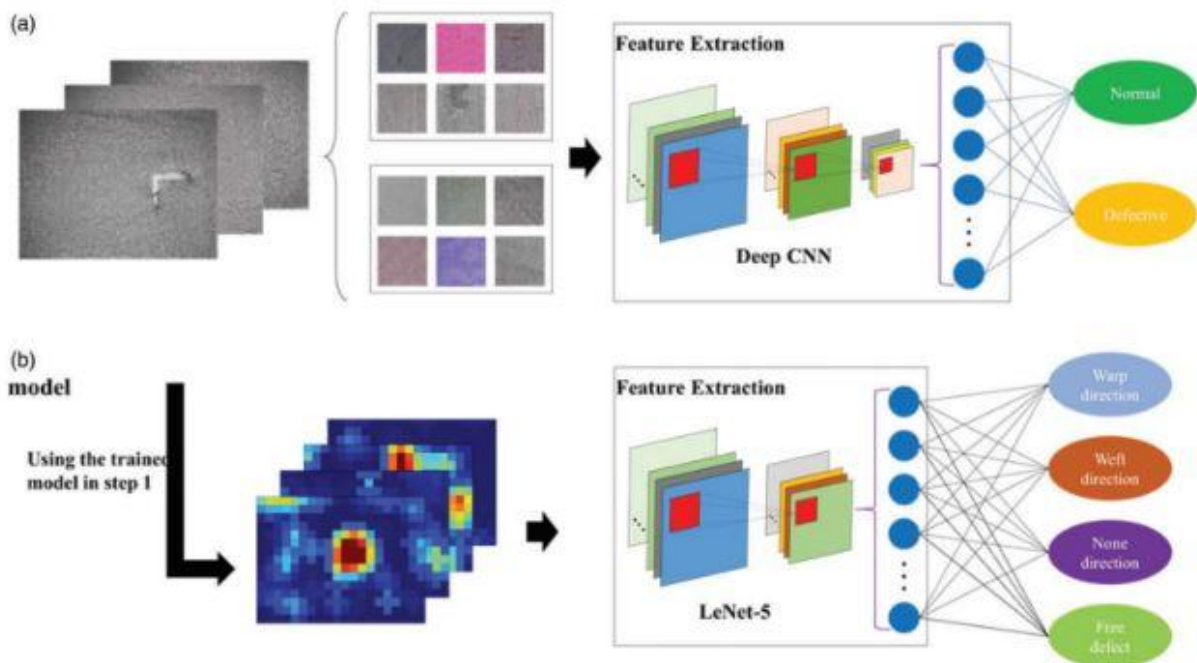 (a)
Feature Extraction
Normal
Defective
Deep CNN
(b)
model
Using the trained
model in step 1
Feature Extraction
LeNet-5
Warp
direction
Weft
direction
None
direction
Free
defect